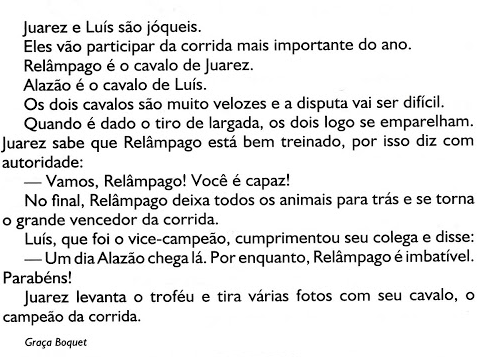 Juarez e Luís são jóqueis.
Eles vão participar da corrida mais importante do ano.
Relâmpago é o cavalo de Juarez.
Alazão é o cavalo de Luís.
Os dois cavalos são muito velozes e a disputa vai ser difícil.
Quando é dado o tiro de largada, os dois logo se emparelham.
Juarez sabe que Relâmpago está bem treinado, por isso diz com
autoridade:
— Vamos, Relâmpago! Você é capaz!
No final, Relâmpago deixa todos os animais para trás e se torna
o grande vencedor da corrida.
Luís, que foi o vice-campeão, cumprimentou seu colega e disse:
— Um dia Alazão chega lá. Por enquanto, Relâmpago é imbatível.
Parabéns!
Juarez levanta o troféu e tira várias fotos com seu cavalo, o
campeão da corrida.
Graça Boquet